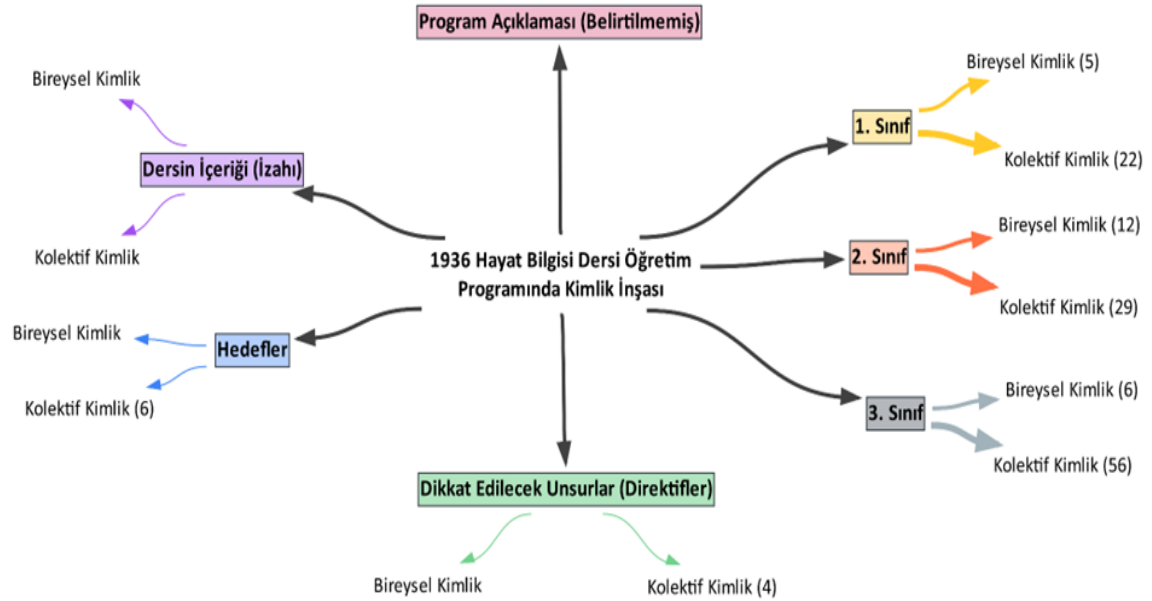 Program Açıklaması (Belirtilmemiş)
Bireysel Kimlik
Dersin İçeriği (İzahı)
Kolektif Kimlik
Bireysel Kimlik (5)
1. Sınıf
Kolektif Kimlik (22)
1936 Hayat Bilgisi Dersi Öğretim
Programında Kimlik İnşası
Bireysel Kimlik (12)
2. Sınıf
Kolektif Kimlik (29)
Bireysel Kimlik
Hedefler
Kolektif Kimlik (6)
Bireysel Kimlik (6)
3. Sınıf
Kolektif Kimlik (56)
Dikkat Edilecek Unsurlar (Direktifler)
Bireysel Kimlik
Kolektif Kimlik (4)